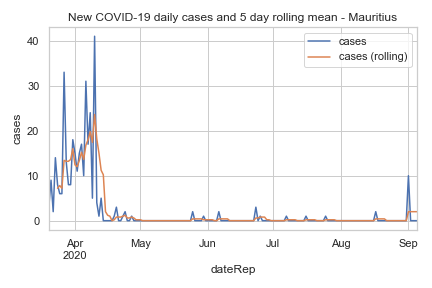 New COVID-19 daily cases and 5 day rolling mean - Mauritius
cases
cases (rolling)
40
30
20
10
0
cases
Apr
2020
May
Jun
Jul
Aug
Sep
dateRep